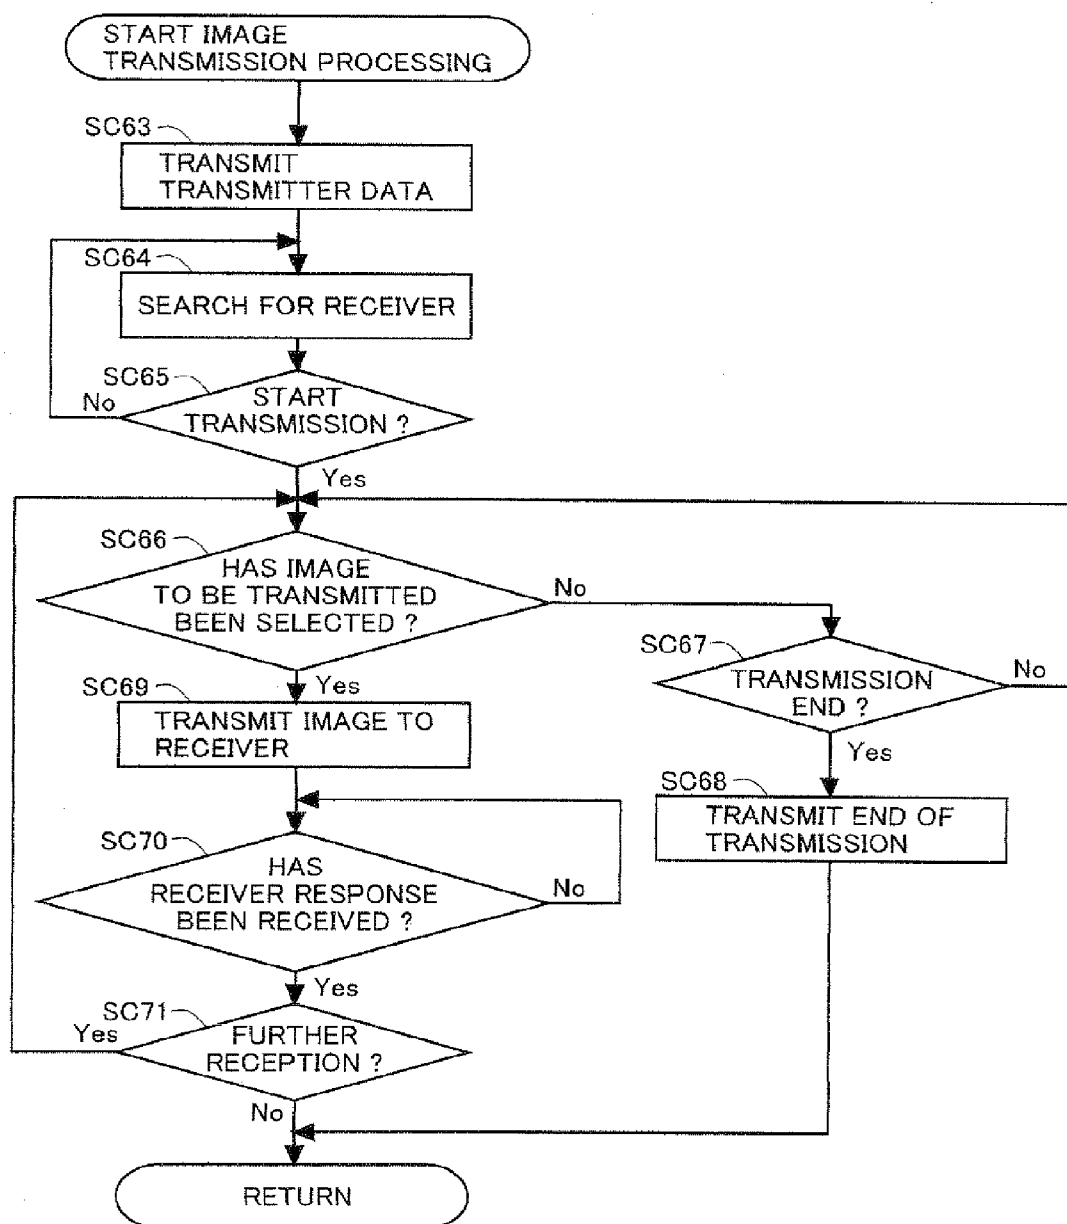 START IMAGE
TRANSMISSION PROCESSING
SC63
TRANSMIT
TRANSMITTER DATA
SC64
SEARCH FOR RECEIVER
SC65
No
START
TRANSMISSION ?
Yes
SC66
HAS IMAGE
TO BE TRANSMITTED
BEEN SELECTED ?
No
SC67
TRANSMISSION
END ?
No
Yes
SC68
TRANSMIT END OF
TRANSMISSION
Yes
SC69
TRANSMIT IMAGE TO
RECEIVER
SC70
HAS
RECEIVER RESPONSE
BEEN RECEIVED ?
No
Yes
SC71
Yes
FURTHER
RECEPTION ?
No
RETURN